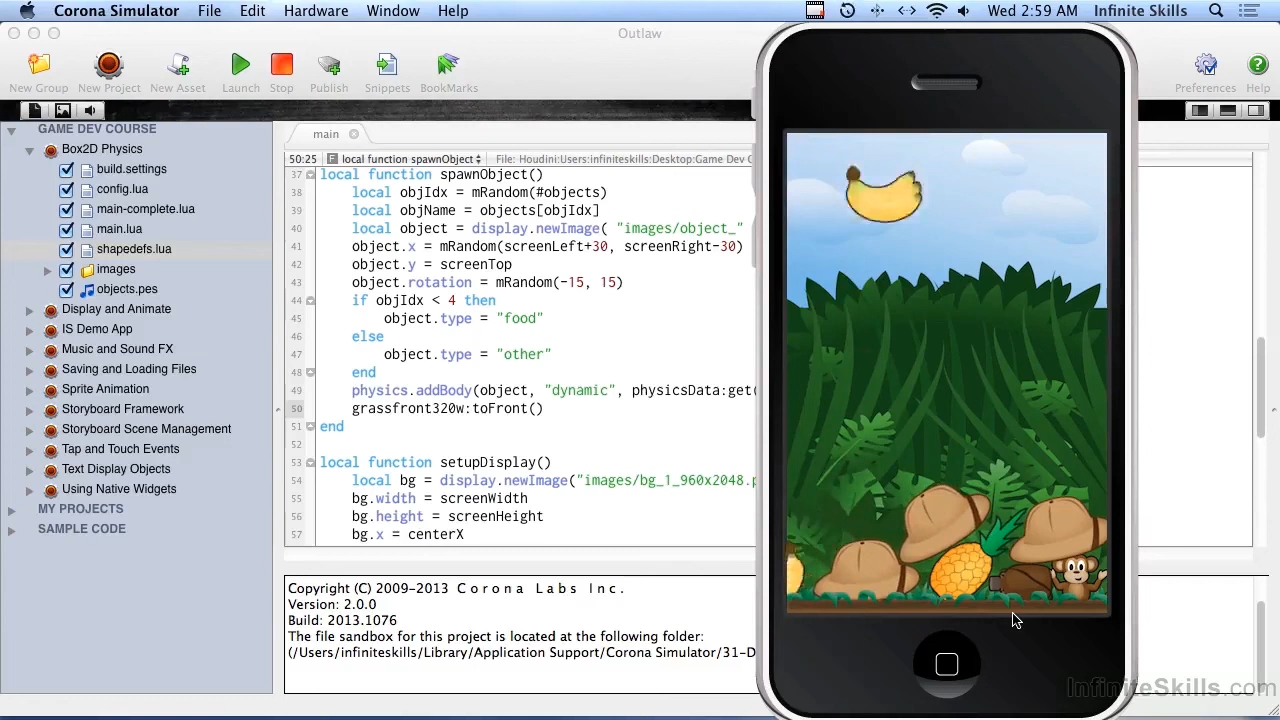 Corona Simulator File Edit Hardware Window Help Wed 2:59 AM Infinite Skills
Outlaw
New Group New Project New Asset Launch Stop Publish Snippets BookMarks Preferences Help
GAME DEV COURSE
Box2D Physics
build.settings
config.lua
main-complete.lua
main.lua
shapedefs.lua
images
objects.pes
Display and Animate
IS Demo App
Music and Sound FX
Saving and Loading Files
Sprite Animation
Storyboard Framework
Storyboard Scene Management
Tap and Touch Events
Text Display Objects
Using Native Widgets
MY PROJECTS
SAMPLE CODE
main
50:25 F local function spawnObject File: Houdini:Users:infiniteskills:Desktop:Game Dev C
37 local function spawnObject()
38 local objIdx = mRandom(#objects)
39 local objName = objects[objIdx]
40 local object = display.newImage( "images/object_"
41 object.x = mRandom(screenLeft+30, screenRight-30)
42 object.y = screenTop
43 object.rotation = mRandom(-15, 15)
44 if objIdx < 4 then
45 object.type = "food"
46 else
47 object.type = "other"
48 end
49 physics.addBody(object, "dynamic", physicsData:get(
50 grassfront320w:toFront()
51 end
52
53 local function setupDisplay()
54 local bg = display.newImage("images/bg_1_960x2048.p
55 bg.width = screenWidth
56 bg.height = screenHeight
57 bg.x = centerX
Copyright (C) 2009-2013 Corona Labs Inc.
Version: 2.0.0
Build: 2013.1076
The file sandbox for this project is located at the following folder:
(/Users/infiniteskills/Library/Application Support/Corona Simulator/31-D
InfiniteSkills.com